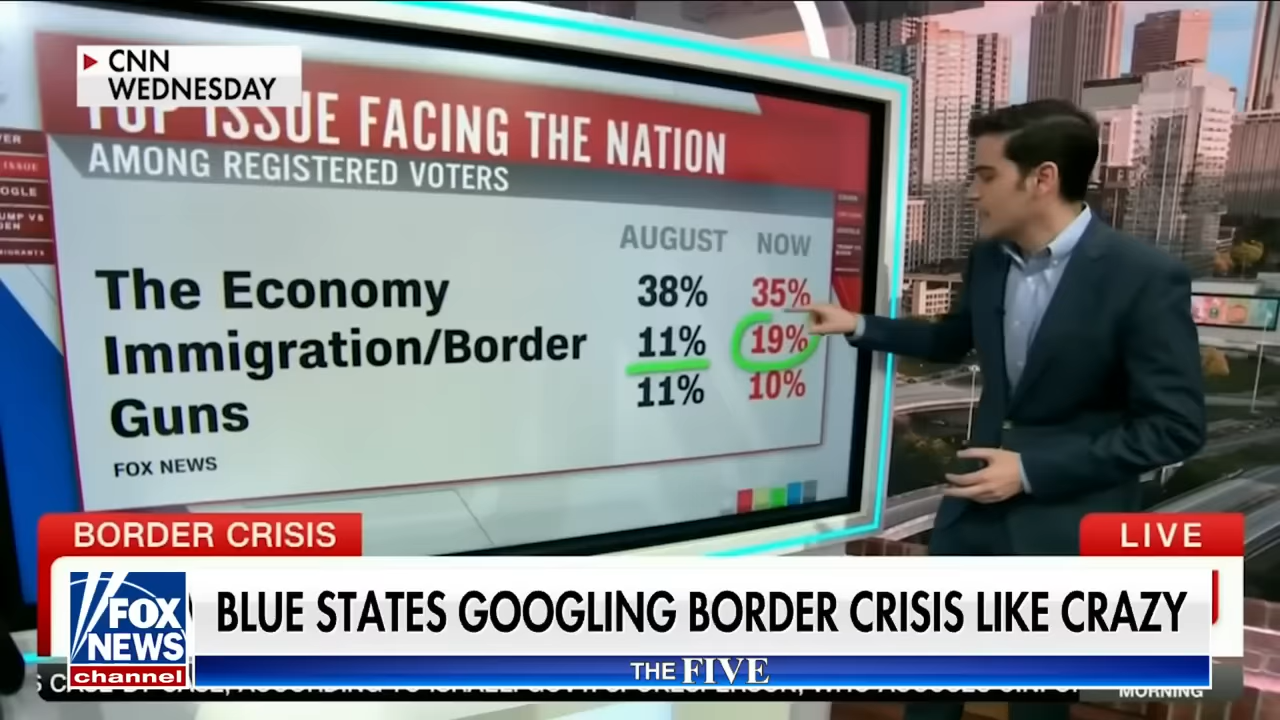 CNN
WEDNESDAY
TOP ISSUE FACING THE NATION
AMONG REGISTERED VOTERS
AUGUST NOW
The Economy 38% 35%
Immigration/Border 11% 19%
Guns 11% 10%
FOX NEWS
BORDER CRISIS
LIVE
FOX
NEWS
channel
BLUE STATES GOOGLING BORDER CRISIS LIKE CRAZY
THE FIVE
MORNING